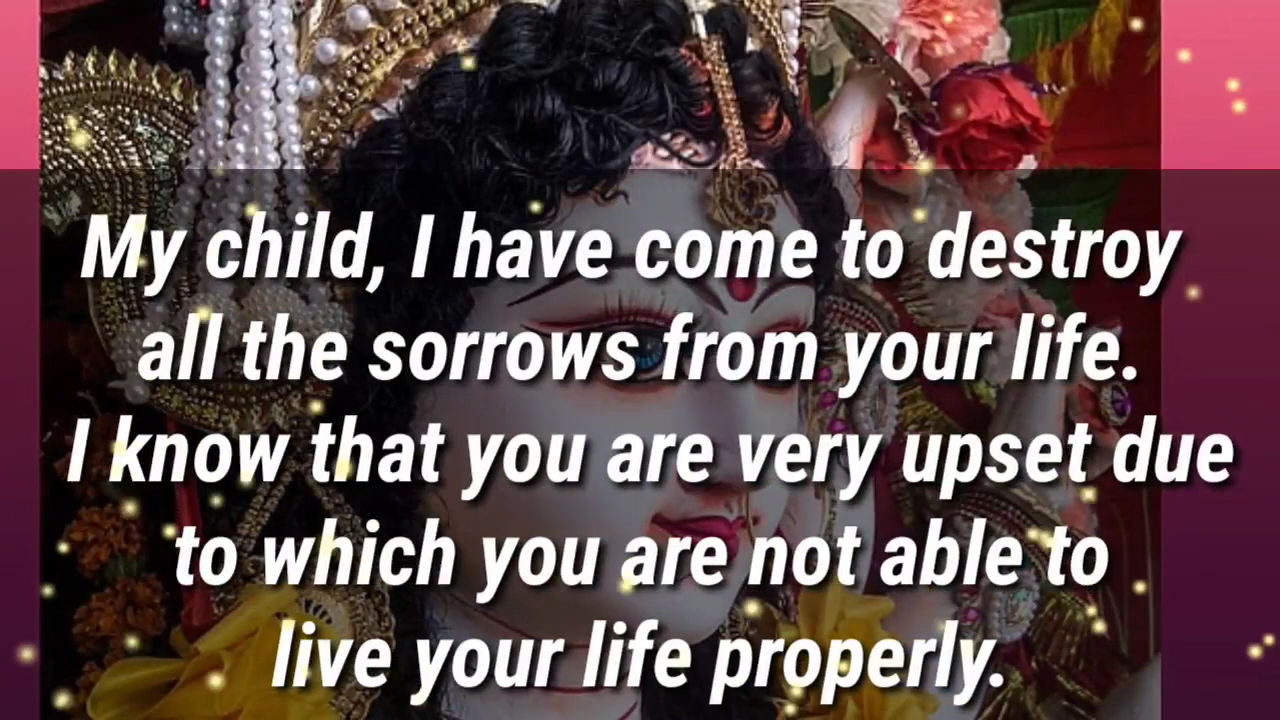 My child, I have come to destroy
all the sorrows from your life.
I know that you are very upset due
to which you are not able to
live your life properly.